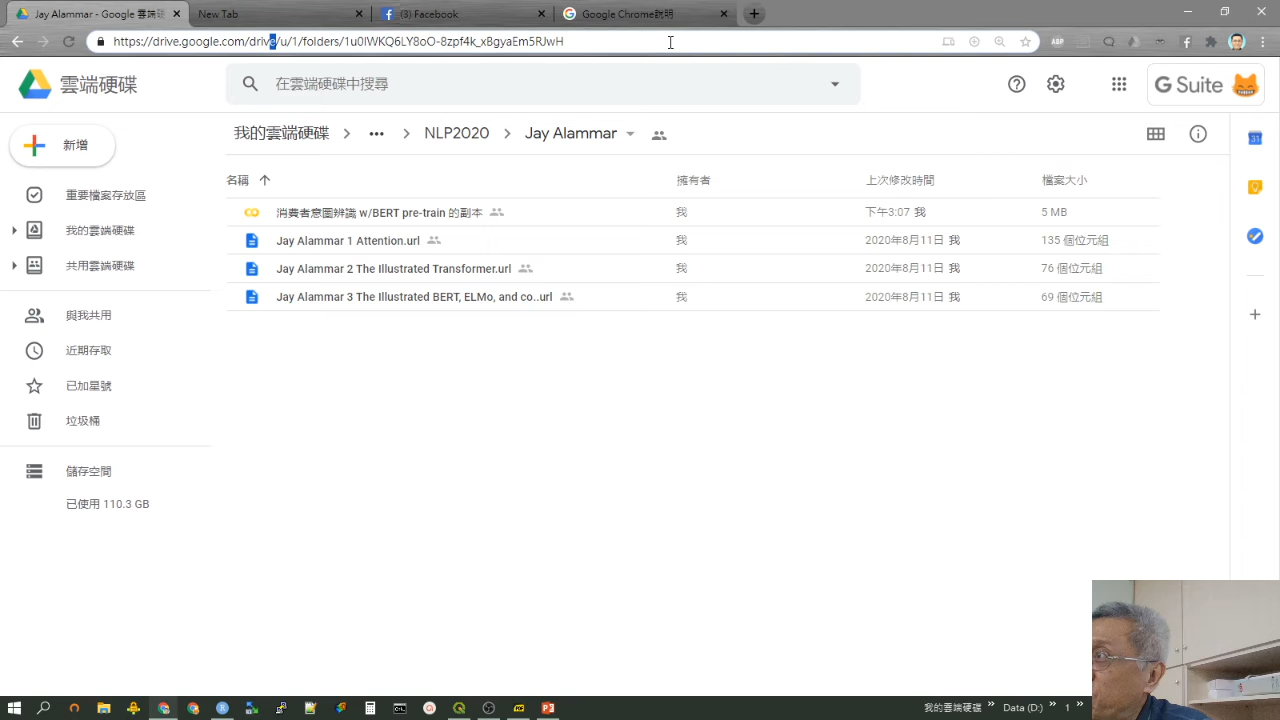 Jay Alammar - Google 雲端硬
New Tab
(3) Facebook
Google Chrome說明
https://drive.google.com/drive/u/1/folders/1u0IWKQ6LY8oO-8zpf4k_xBgyaEm5RJwH
ABP
雲端硬碟
在雲端硬碟中搜尋
G Suite
新增
我的雲端硬碟 > ••• > NLP2020 > Jay Alammar
31
名稱 擁有者 上次修改時間 檔案大小
消費者意圖辨識 w/BERT pre-train 的副本 我 下午3:07 我 5 MB
Jay Alammar 1 Attention.url 我 2020年8月11日 我 135 個位元組
Jay Alammar 2 The Illustrated Transformer.url 我 2020年8月11日 我 76 個位元組
Jay Alammar 3 The Illustrated BERT, ELMo, and co..url 我 2020年8月11日 我 69 個位元組
重要檔案存放區
我的雲端硬碟
共用雲端硬碟
與我共用
近期存取
已加星號
垃圾桶
儲存空間
已使用 110.3 GB
我的雲端硬碟 Data (D:) 1